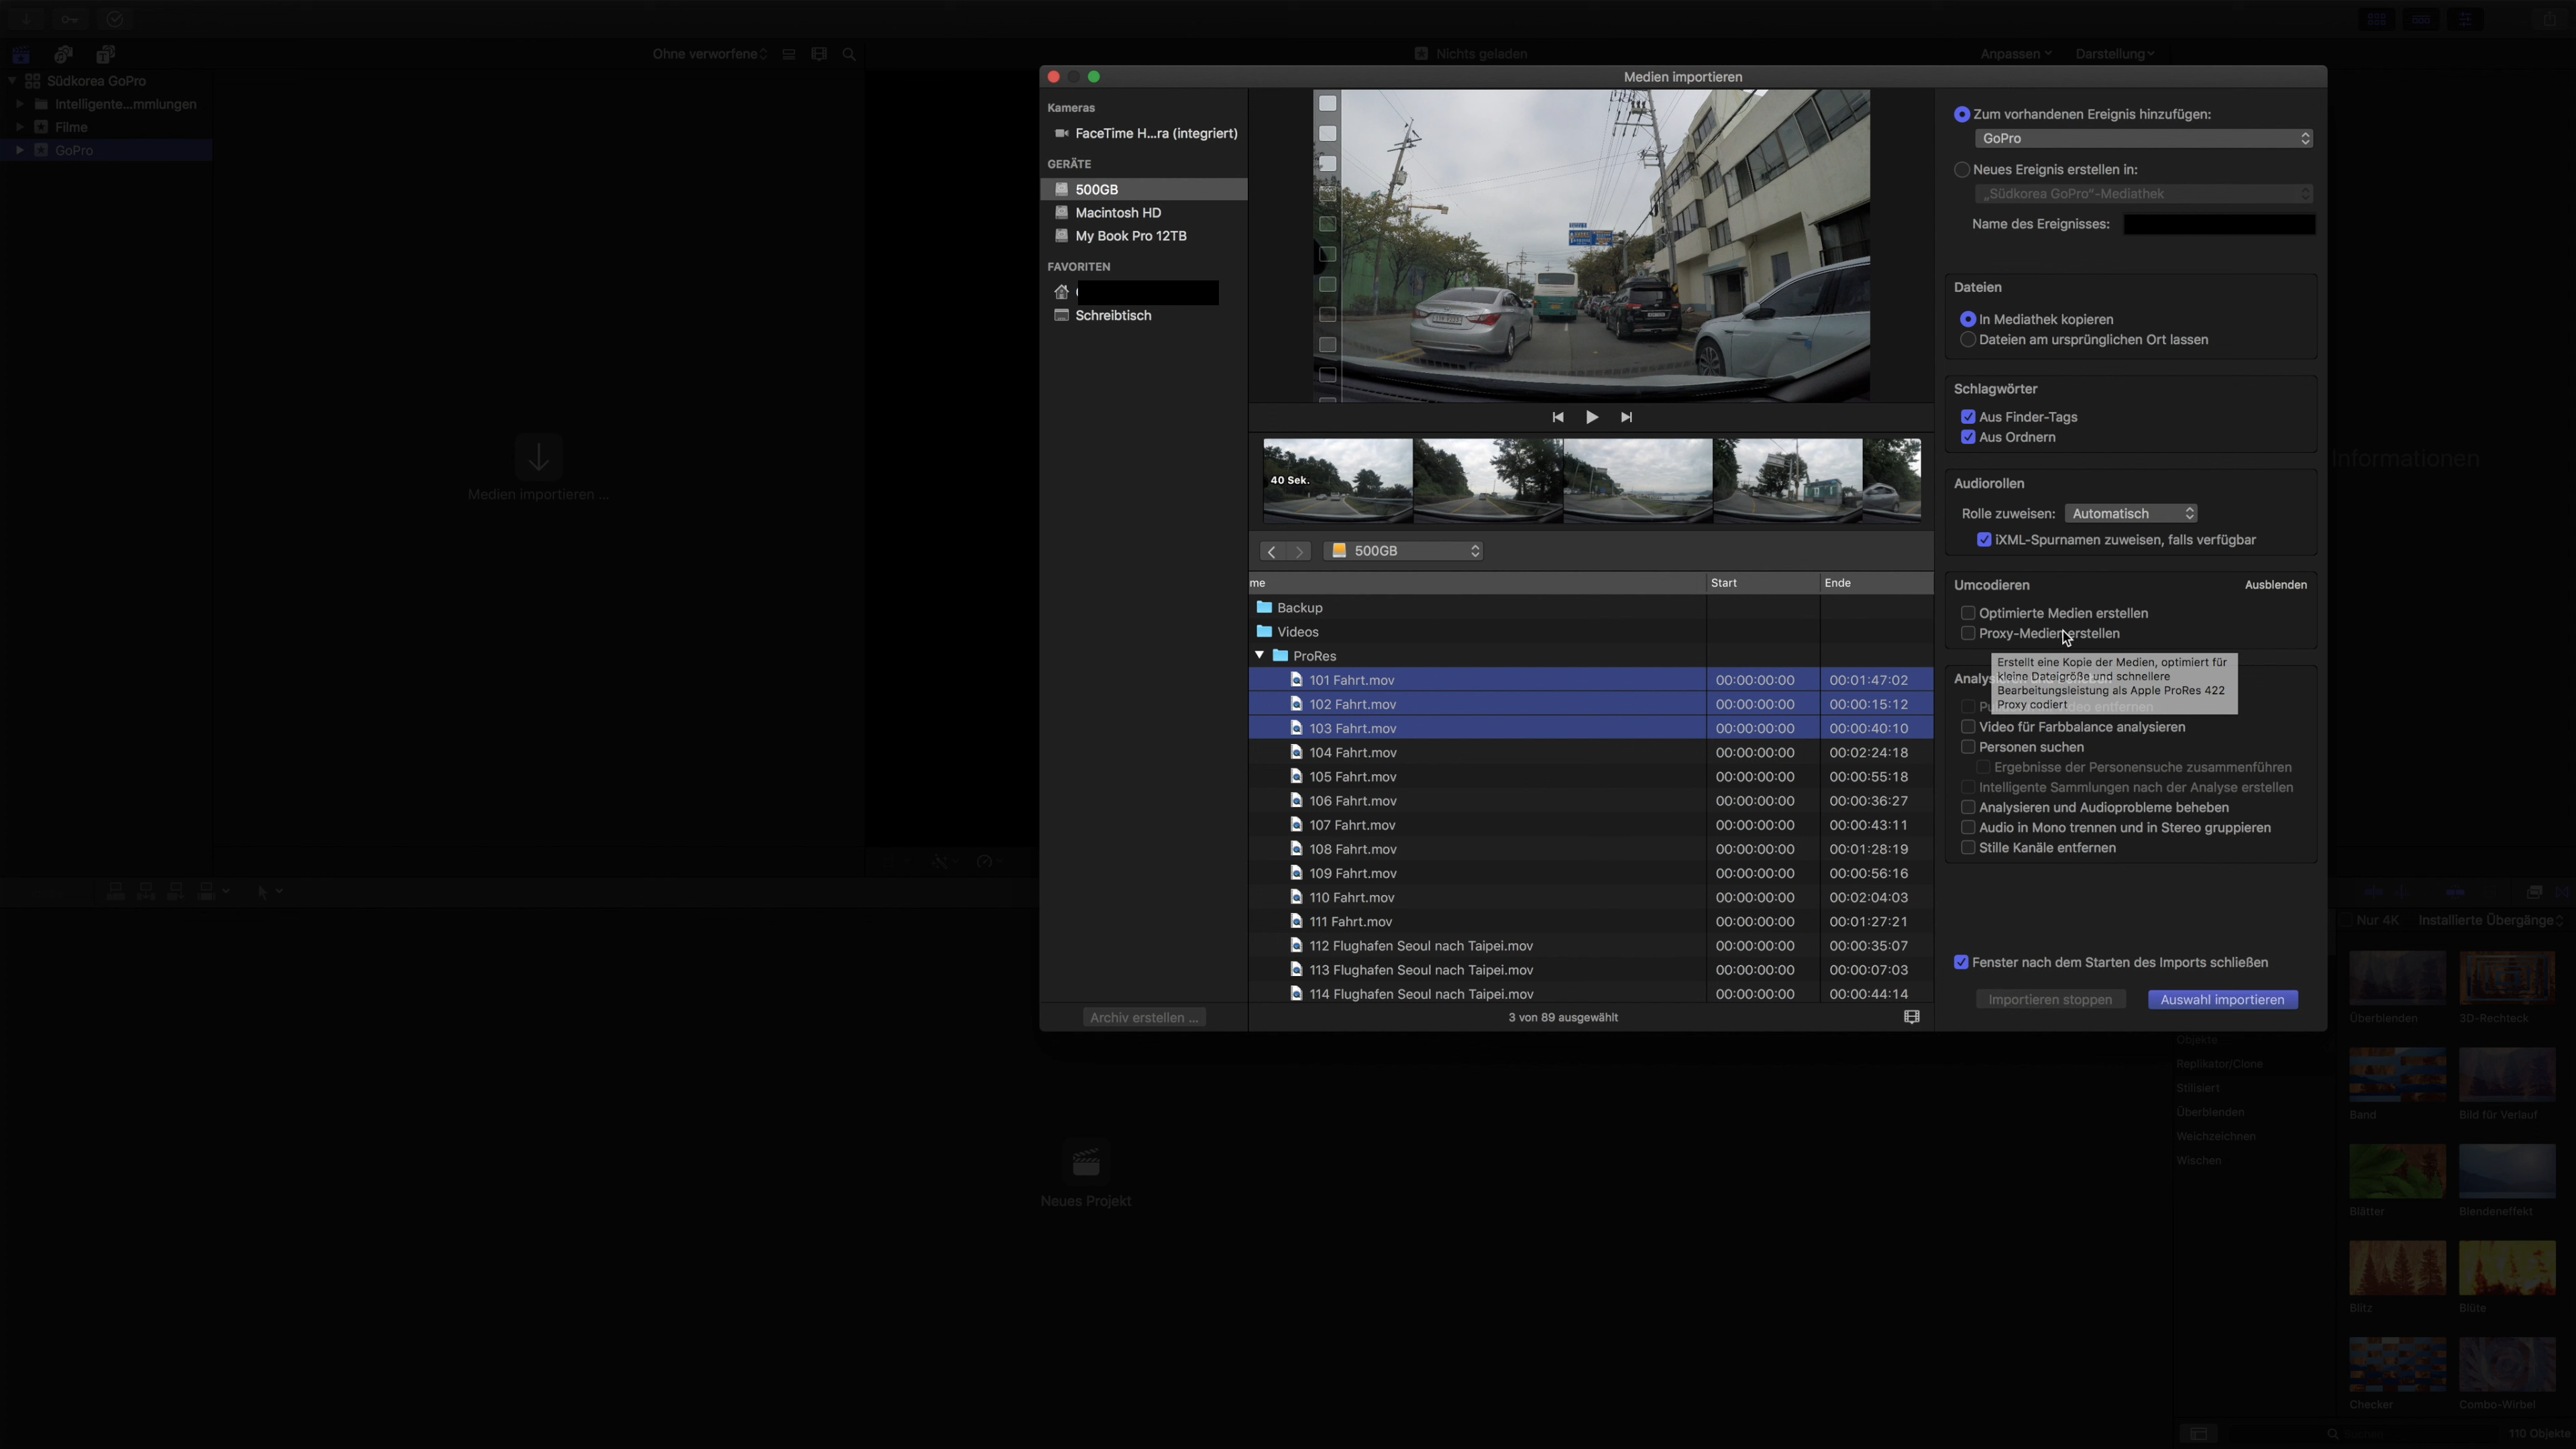 Ohne verworfene
Nichts geladen
Anpassen
Darstellung
Südkorea GoPro
Intelligente...mmlungen
Filme
GoPro
Medien importieren ...
Medien importieren
Kameras
FaceTime H...ra (integriert)
GERÄTE
500GB
Macintosh HD
My Book Pro 12TB
FAVORITEN
Schreibtisch
Archiv erstellen ...
40 Sek.
500GB
me Start Ende
Backup
Videos
ProRes
101 Fahrt.mov 00:00:00:00 00:01:47:02
102 Fahrt.mov 00:00:00:00 00:00:15:12
103 Fahrt.mov 00:00:00:00 00:00:40:10
104 Fahrt.mov 00:00:00:00 00:02:24:18
105 Fahrt.mov 00:00:00:00 00:00:55:18
106 Fahrt.mov 00:00:00:00 00:00:36:27
107 Fahrt.mov 00:00:00:00 00:00:43:11
108 Fahrt.mov 00:00:00:00 00:01:28:19
109 Fahrt.mov 00:00:00:00 00:00:56:16
110 Fahrt.mov 00:00:00:00 00:02:04:03
111 Fahrt.mov 00:00:00:00 00:01:27:21
112 Flughafen Seoul nach Taipei.mov 00:00:00:00 00:00:35:07
113 Flughafen Seoul nach Taipei.mov 00:00:00:00 00:00:07:03
114 Flughafen Seoul nach Taipei.mov 00:00:00:00 00:00:44:14
3 von 89 ausgewählt
Zum vorhandenen Ereignis hinzufügen:
GoPro
Neues Ereignis erstellen in:
„Südkorea GoPro“-Mediathek
Name des Ereignisses:
Dateien
In Mediathek kopieren
Dateien am ursprünglichen Ort lassen
Schlagwörter
Aus Finder-Tags
Aus Ordnern
Audiorollen
Rolle zuweisen: Automatisch
iXML-Spurnamen zuweisen, falls verfügbar
Umcodieren Ausblenden
Optimierte Medien erstellen
Proxy-Medien erstellen
Erstellt eine Kopie der Medien, optimiert für
kleine Dateigröße und schnellere
Bearbeitungsleistung als Apple ProRes 422
Proxy codiert
Video für Farbbalance analysieren
Personen suchen
Ergebnisse der Personensuche zusammenführen
Intelligente Sammlungen nach der Analyse erstellen
Analysieren und Audioprobleme beheben
Audio in Mono trennen und in Stereo gruppieren
Stille Kanäle entfernen
Fenster nach dem Starten des Imports schließen
Importieren stoppen
Auswahl importieren
Informationen
Nur 4K
Installierte Übergänge
Neues Projekt
Objekte
Replikator/Clone
Stilisiert
Überblenden
Weichzeichnen
Wischen
Überblenden
3D-Rechteck
Band
Bild für Verlauf
Blätter
Blendeneffekt
Blitz
Blüte
Checker
Combo-Wirbel
110 Objekte